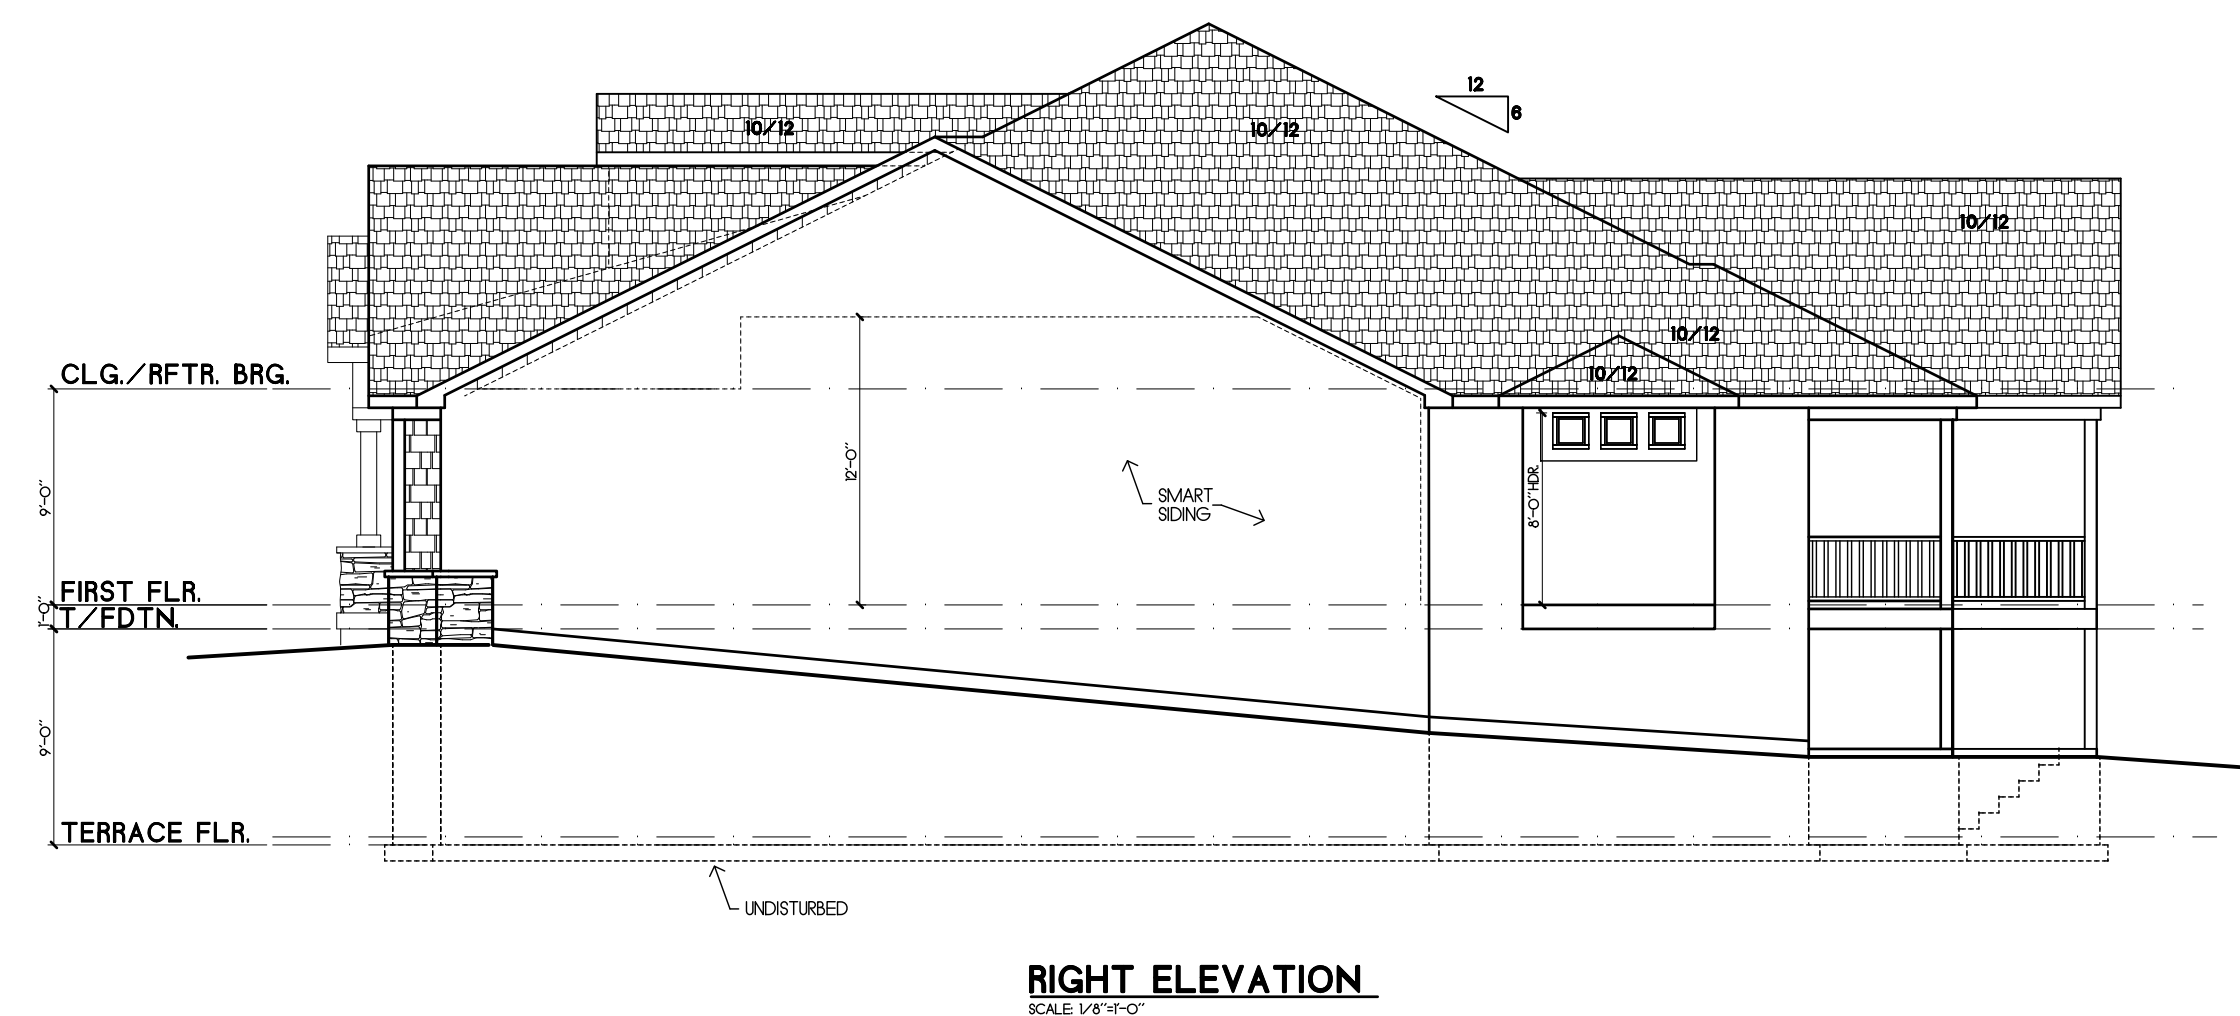 12
6
10/12
10/12
10/12
10/12
10/12
CLG./RFTR. BRG.
12'-0"
9'-0"
8'-0" HDR.
SMART
SIDING
FIRST FLR.
1'-0"
T/FDTN.
9'-0"
TERRACE FLR.
UNDISTURBED
RIGHT ELEVATION
SCALE: 1/8"=1'-0"